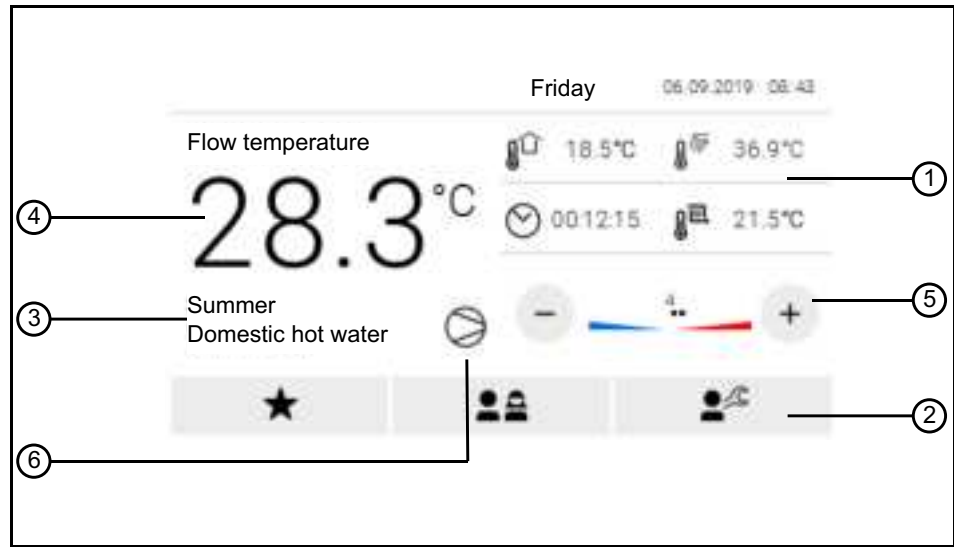 Friday 06.09.2019 08:43
Flow temperature
18.5°C 36.9°C
1
28.3°C
4
00:12:15 21.5°C
Summer
Domestic hot water
3
−
+
5
2
6